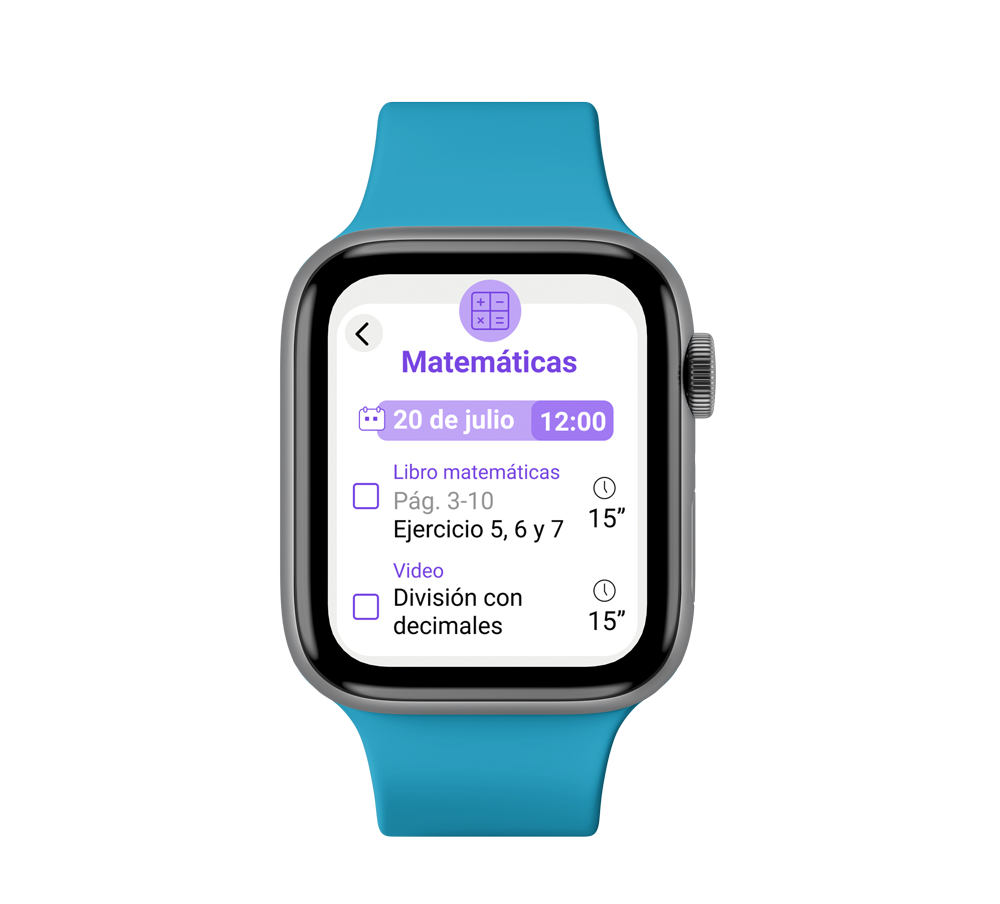 Matemáticas
20 de julio 12:00
Libro matemáticas
Pág. 3-10
Ejercicio 5, 6 y 7
15”
Video
División con
decimales
15”